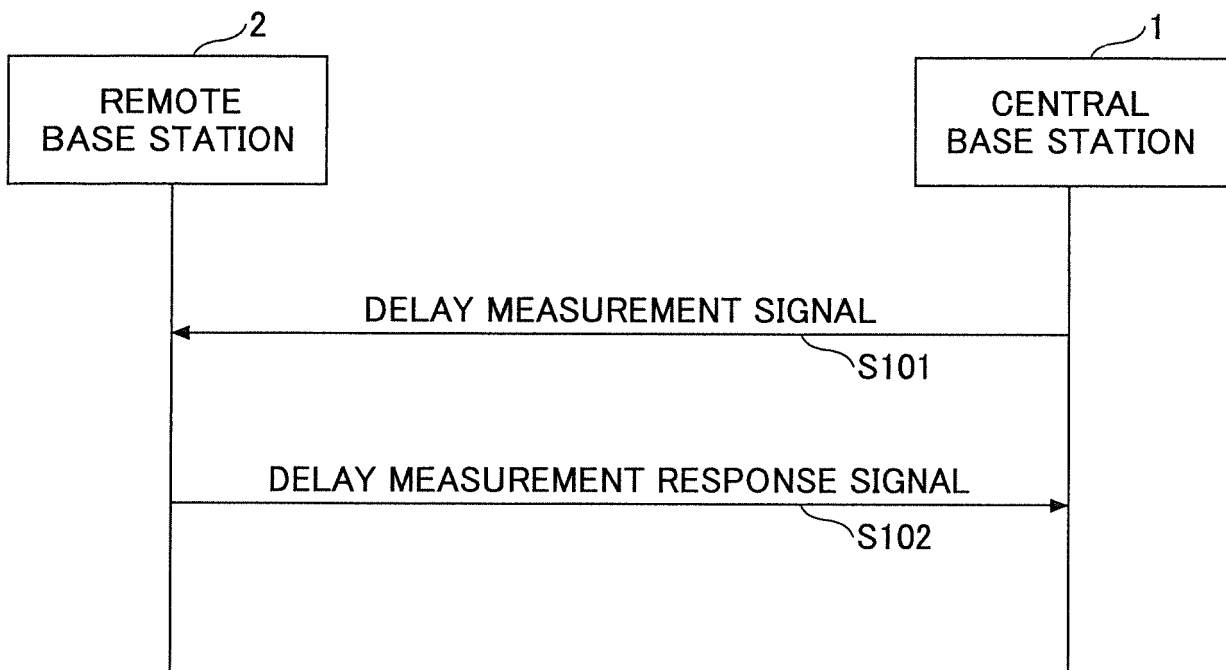 2
1
REMOTE
BASE STATION
CENTRAL
BASE STATION
DELAY MEASUREMENT SIGNAL
S101
DELAY MEASUREMENT RESPONSE SIGNAL
S102